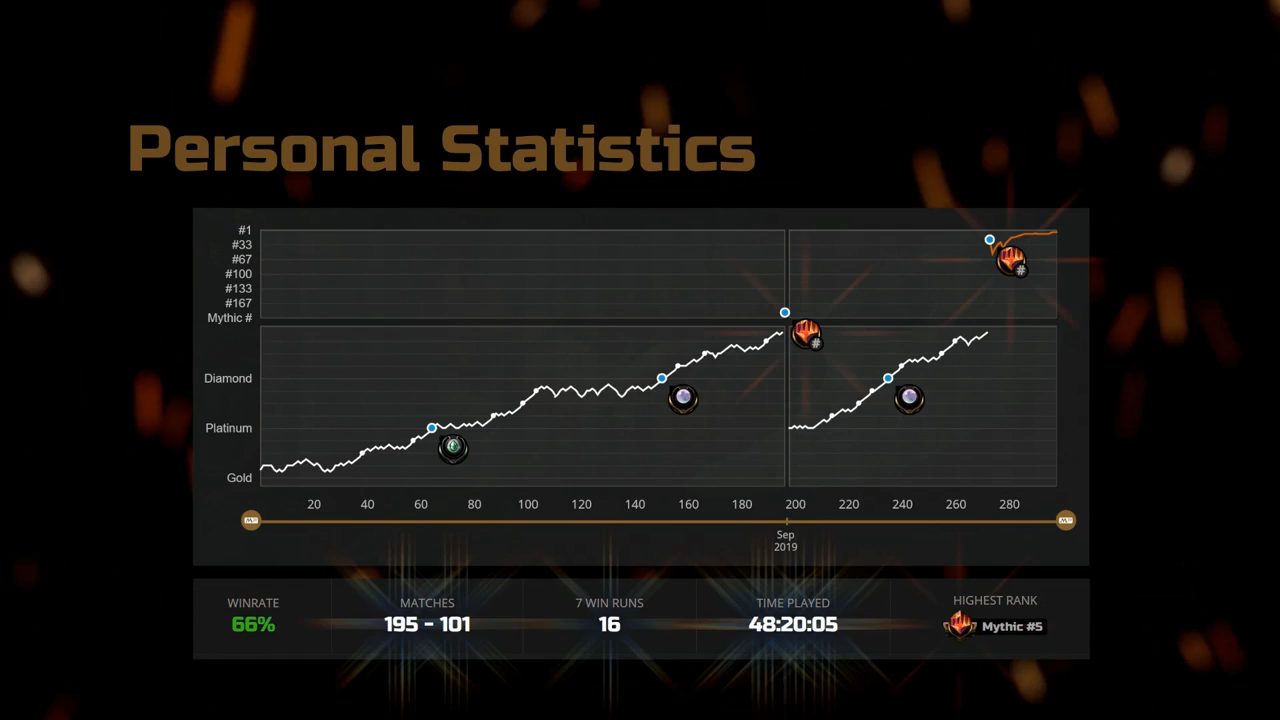 Personal Statistics
#1
#33
#67
#100
#133
#167
Mythic #
#
#
Diamond
Platinum
Gold
20 40 60 80 100 120 140 160 180 200 220 240 260 280
Sep
2019
WINRATE MATCHES 7 WIN RUNS TIME PLAYED HIGHEST RANK
66% 195 - 101 16 48:20:05 Mythic #5